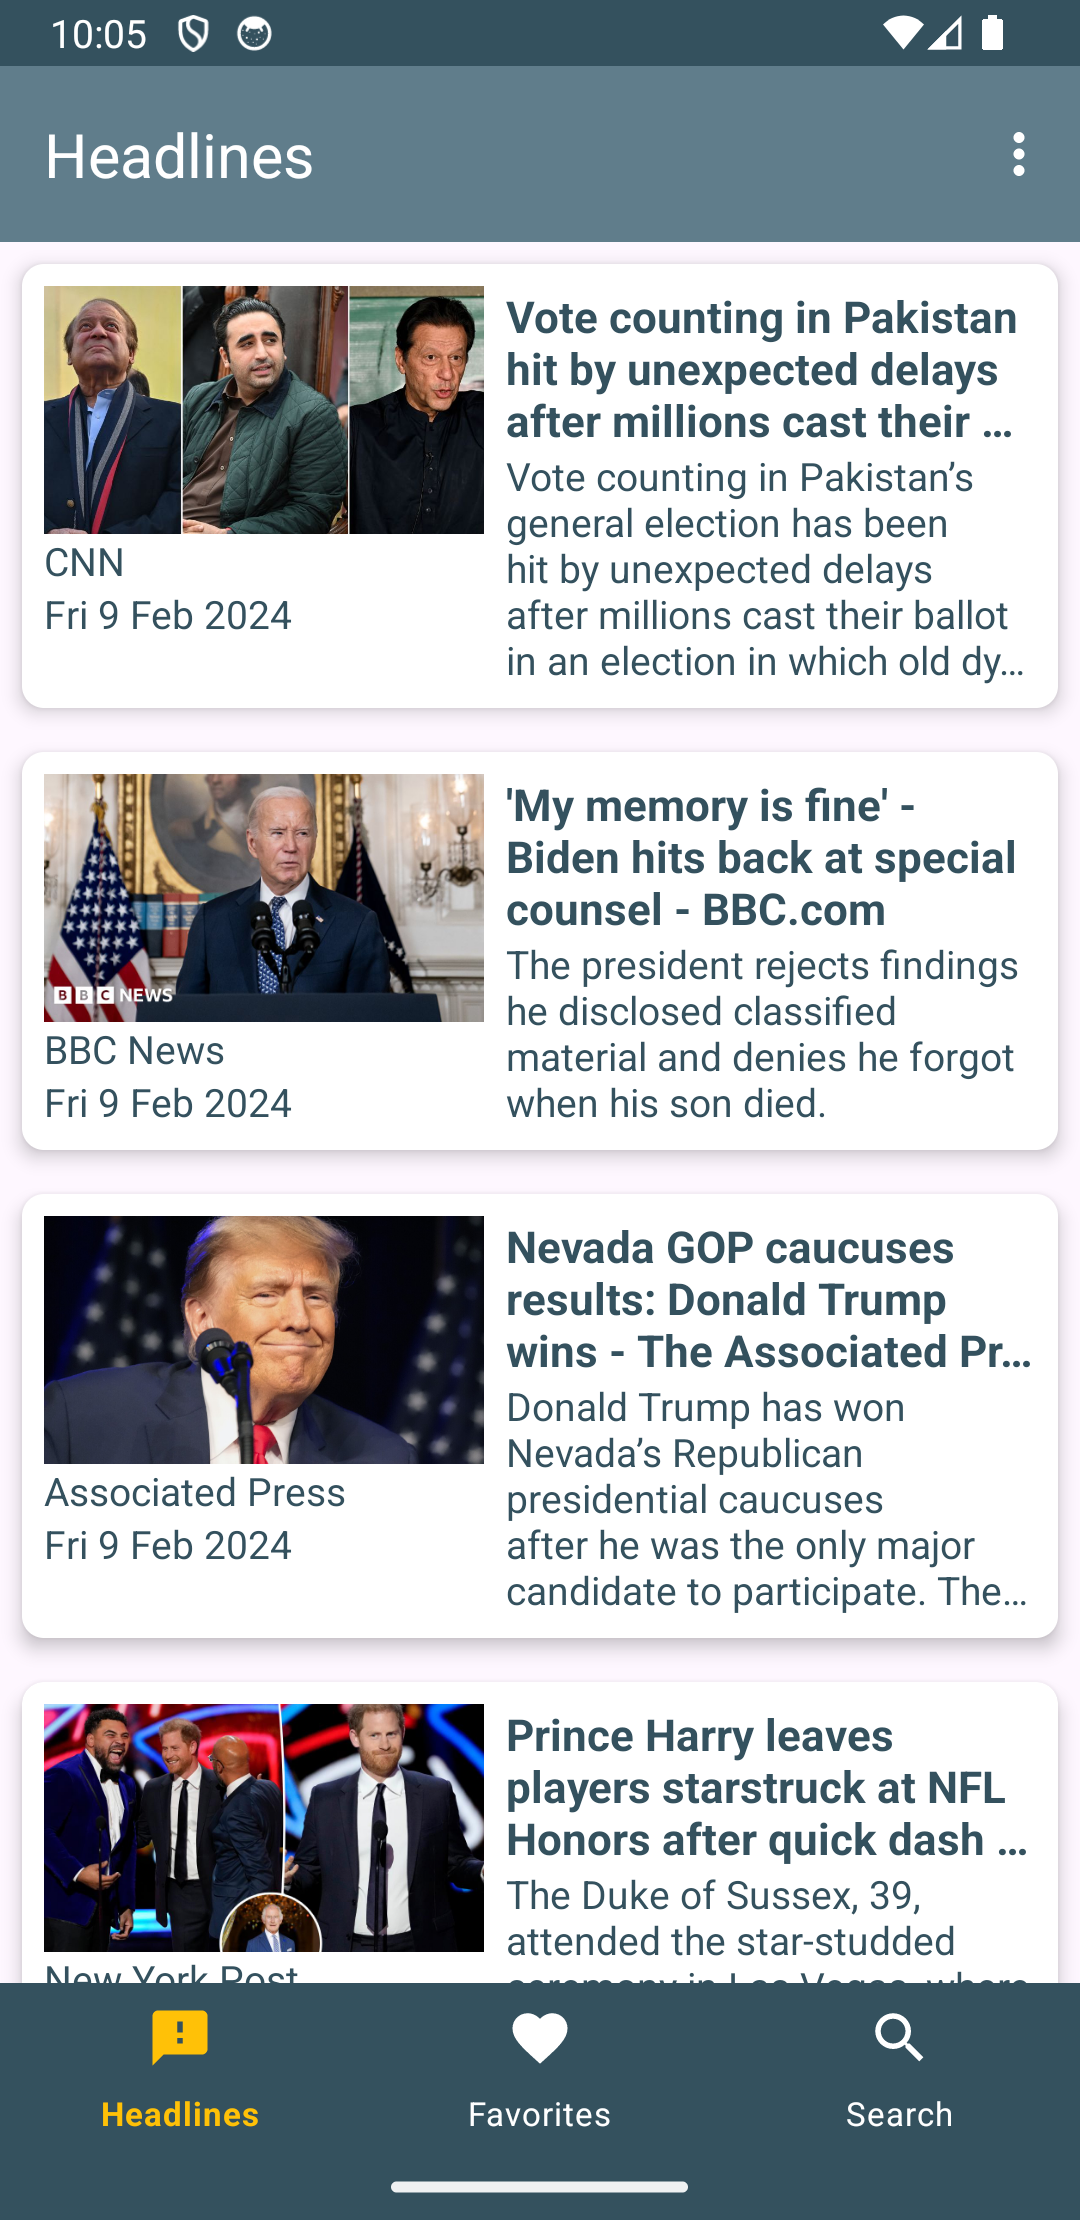 10:05
Headlines
Vote counting in Pakistan
hit by unexpected delays
after millions cast their ...
Vote counting in Pakistan’s
general election has been
hit by unexpected delays
after millions cast their ballot
in an election in which old dy...
CNN
Fri 9 Feb 2024
'My memory is fine' -
Biden hits back at special
counsel - BBC.com
The president rejects findings
he disclosed classified
material and denies he forgot
when his son died.
BBC NEWS
BBC News
Fri 9 Feb 2024
Nevada GOP caucuses
results: Donald Trump
wins - The Associated Pr...
Donald Trump has won
Nevada’s Republican
presidential caucuses
after he was the only major
candidate to participate. The...
Associated Press
Fri 9 Feb 2024
Prince Harry leaves
players starstruck at NFL
Honors after quick dash ...
The Duke of Sussex, 39,
attended the star-studded
ceremony in Las Vegas, where
New York Post
Headlines
Favorites
Search